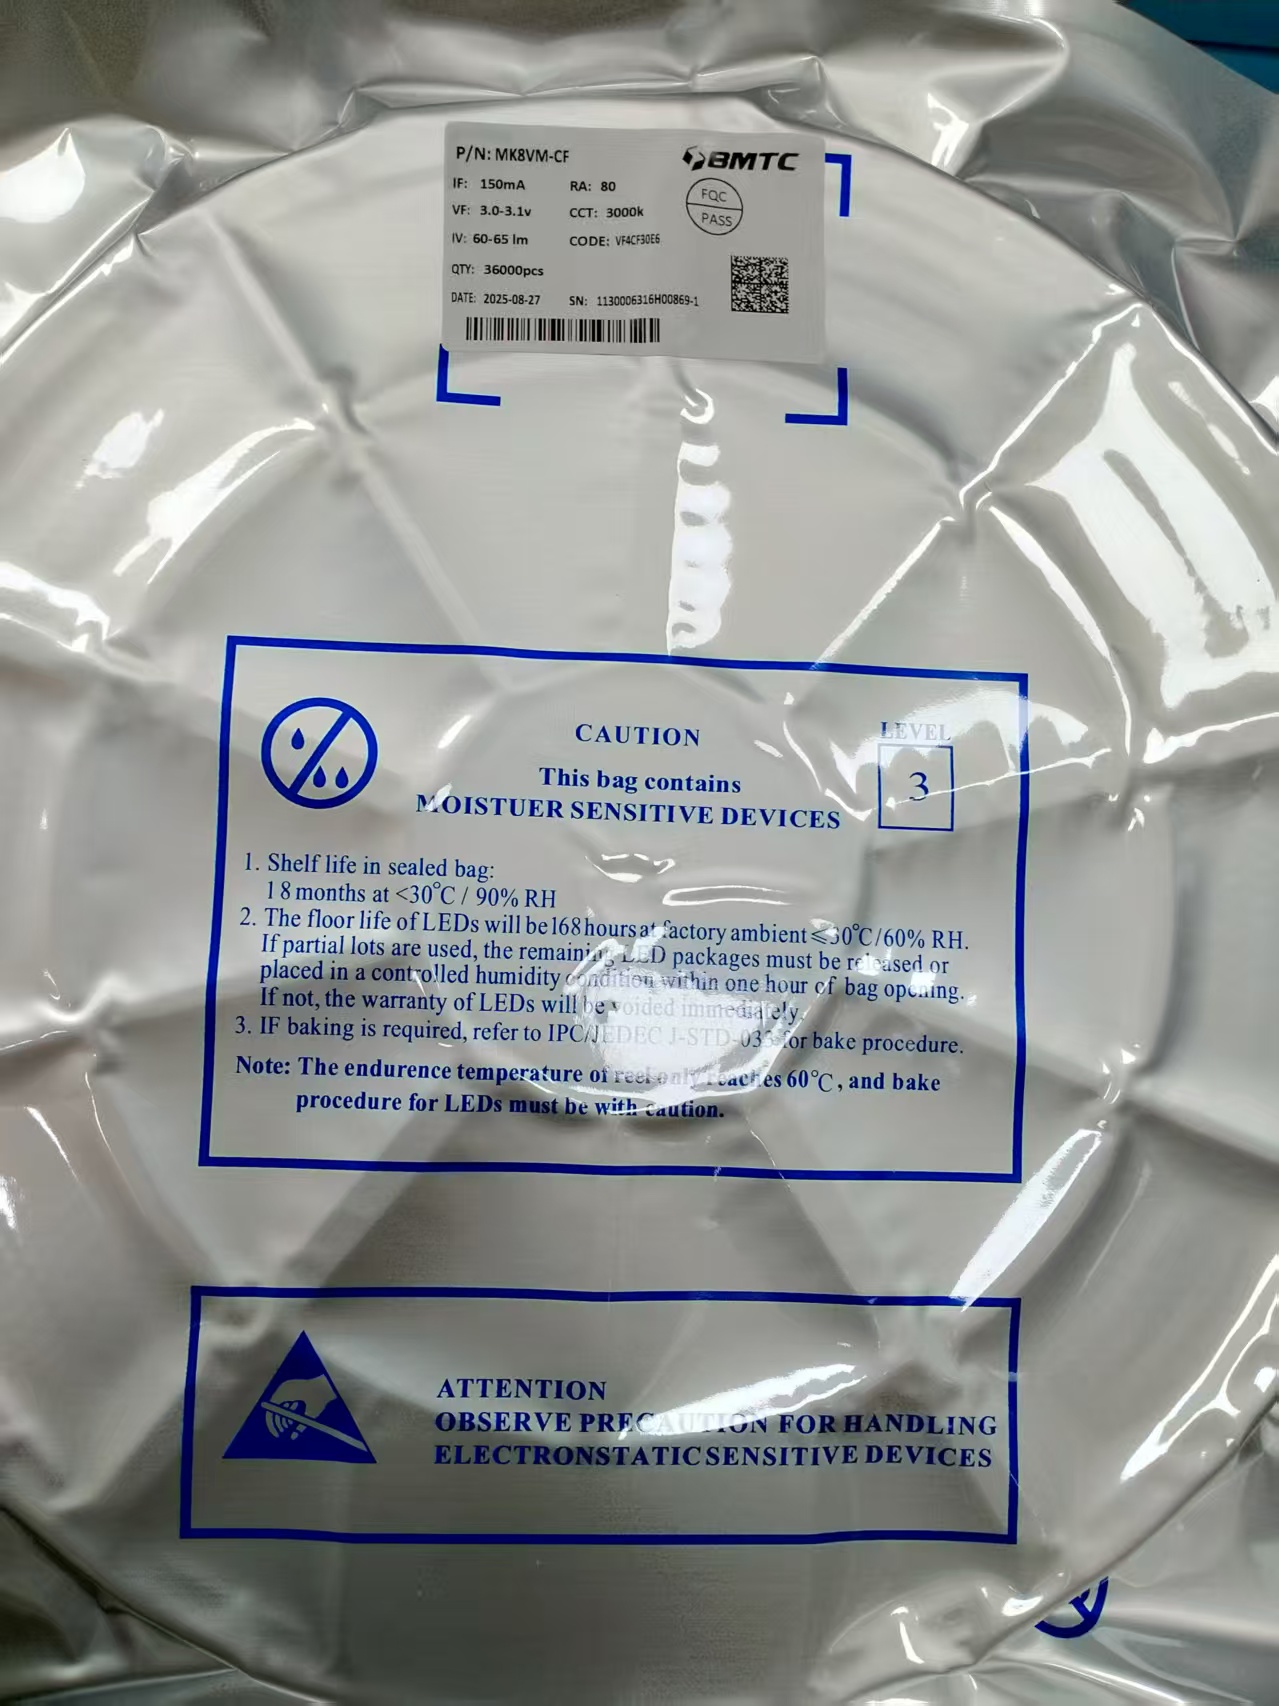 P/N: MK8VM-CF
BMTC
IF: 150mA RA: 80
FQC
PASS
VF: 3.0-3.1v CCT: 3000k
IV: 60-65 lm CODE: VF4CF30E6
QTY: 36000pcs
DATE: 2025-08-27 SN: 1130006316H00869-1
CAUTION
LEVEL
3
This bag contains
MOISTUER SENSITIVE DEVICES
1. Shelf life in sealed bag:
18 months at <30°C / 90% RH
2. The floor life of LEDs will be 168 hours at factory ambient ≤30°C/60% RH.
If partial lots are used, the remaining LED packages must be released or
placed in a controlled humidity condition within one hour of bag opening.
If not, the warranty of LEDs will be voided immediately.
3. IF baking is required, refer to IPC/JEDEC J-STD-033 for bake procedure.
Note: The endurence temperature of reel only reaches 60°C, and bake
procedure for LEDs must be with caution.
ATTENTION
OBSERVE PRECAUTION FOR HANDLING
ELECTRONSTATIC SENSITIVE DEVICES